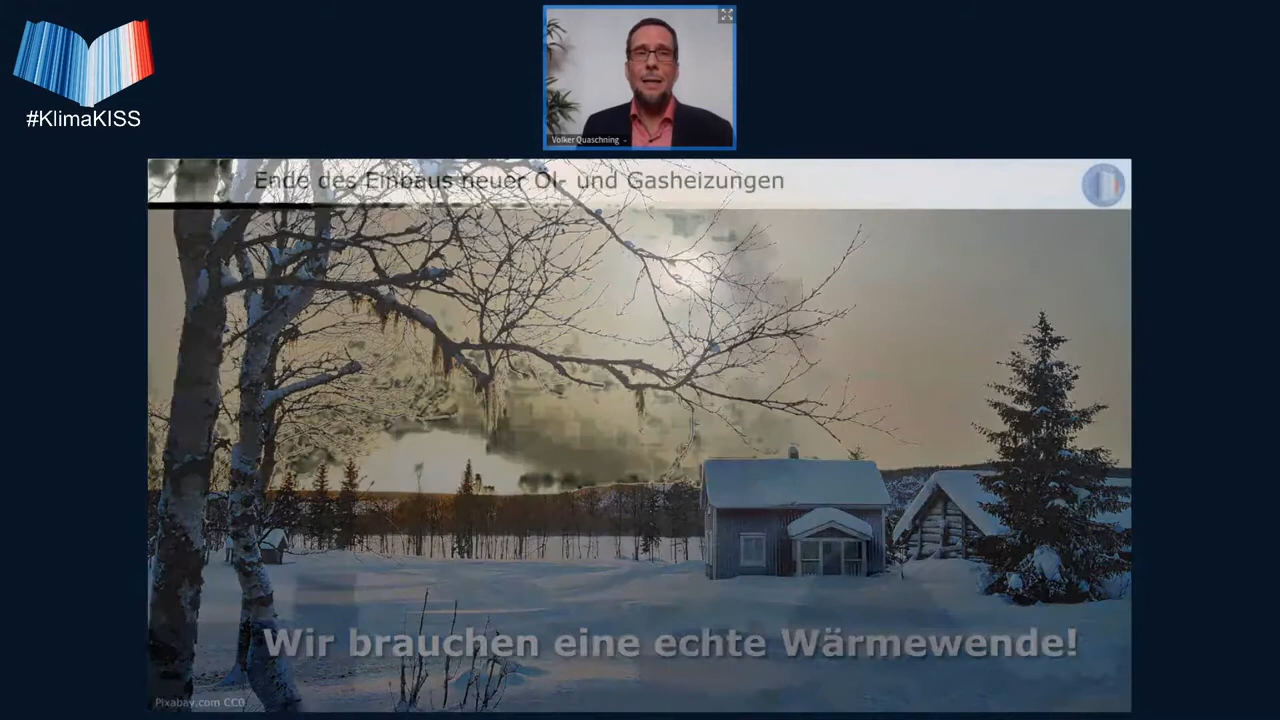 #KlimaKISS
Volker Quaschning
Ende des Einbaus neuer Öl- und Gasheizungen
Wir brauchen eine echte Wärmewende!
Pixabay.com CC0